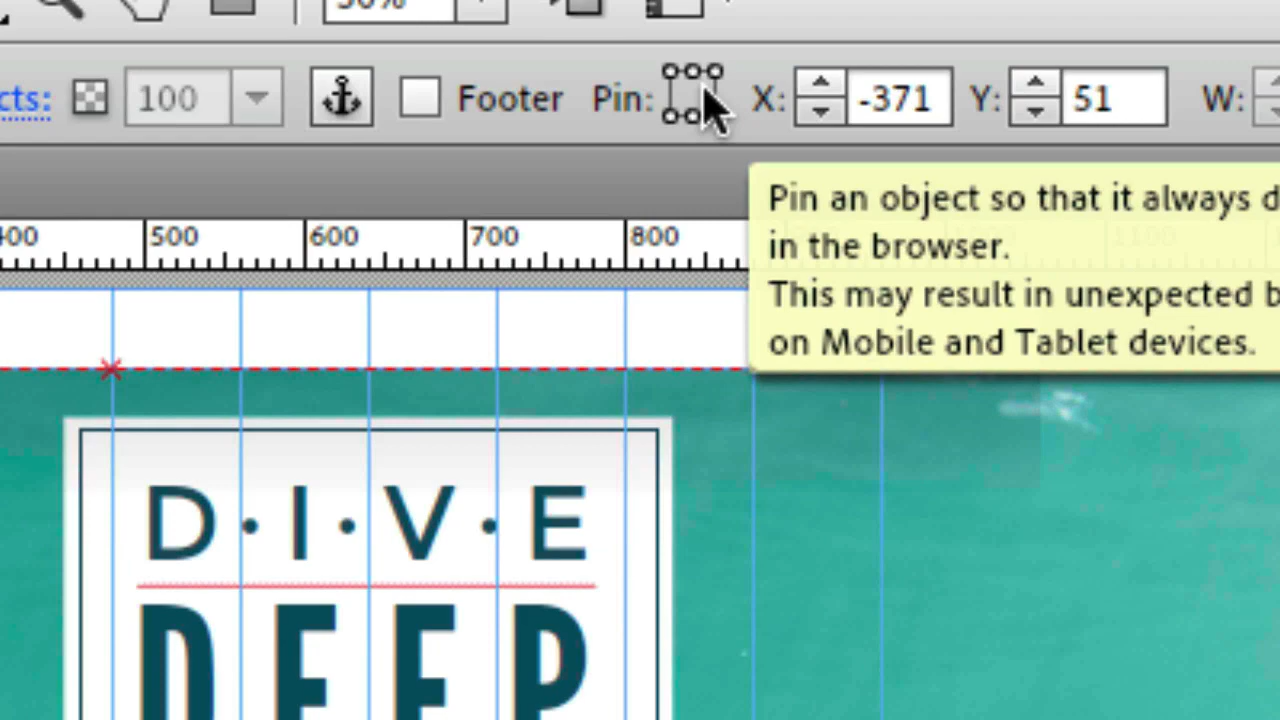 cts: 100 Footer Pin: X: -371 Y: 51 W:
Pin an object so that it always d
in the browser.
This may result in unexpected b
on Mobile and Tablet devices.
400 500 600 700 800 1100
D·I·V·E
DEEP